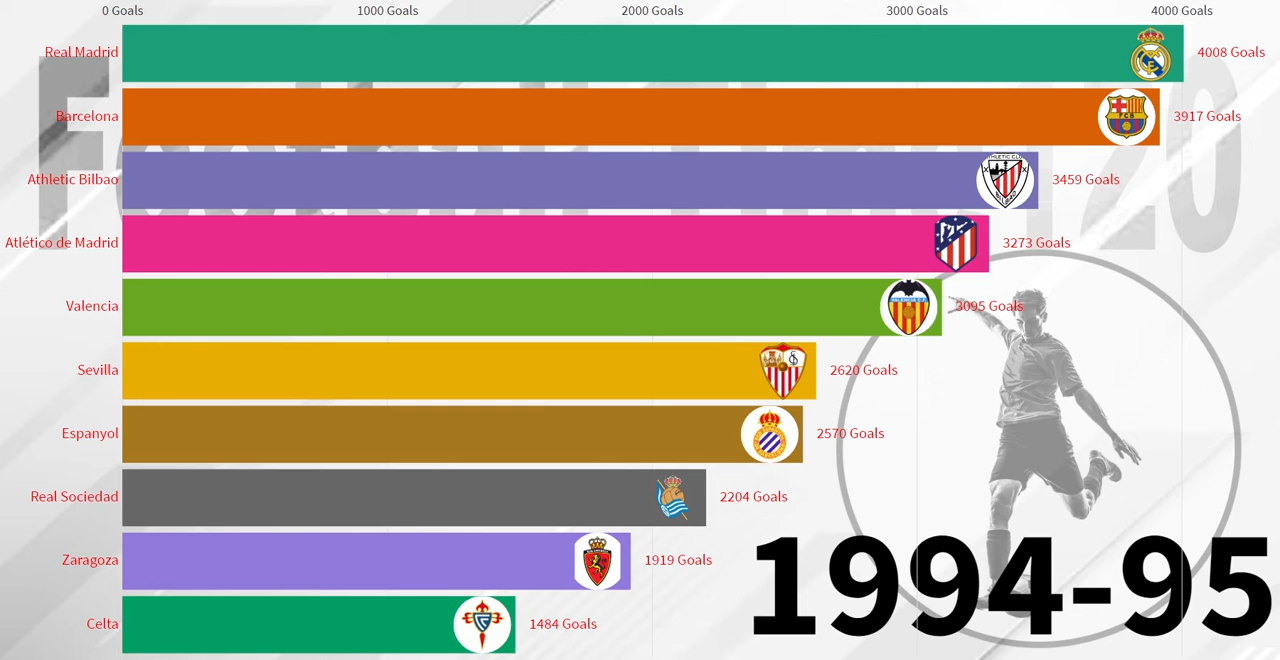 0 Goals 1000 Goals 2000 Goals 3000 Goals 4000 Goals
Real Madrid 4008 Goals
Barcelona 3917 Goals
Athletic Bilbao 3459 Goals
Atlético de Madrid 3273 Goals
Valencia 3095 Goals
Sevilla 2620 Goals
Espanyol 2570 Goals
Real Sociedad 2204 Goals
Zaragoza 1919 Goals
Celta 1484 Goals
1994-95